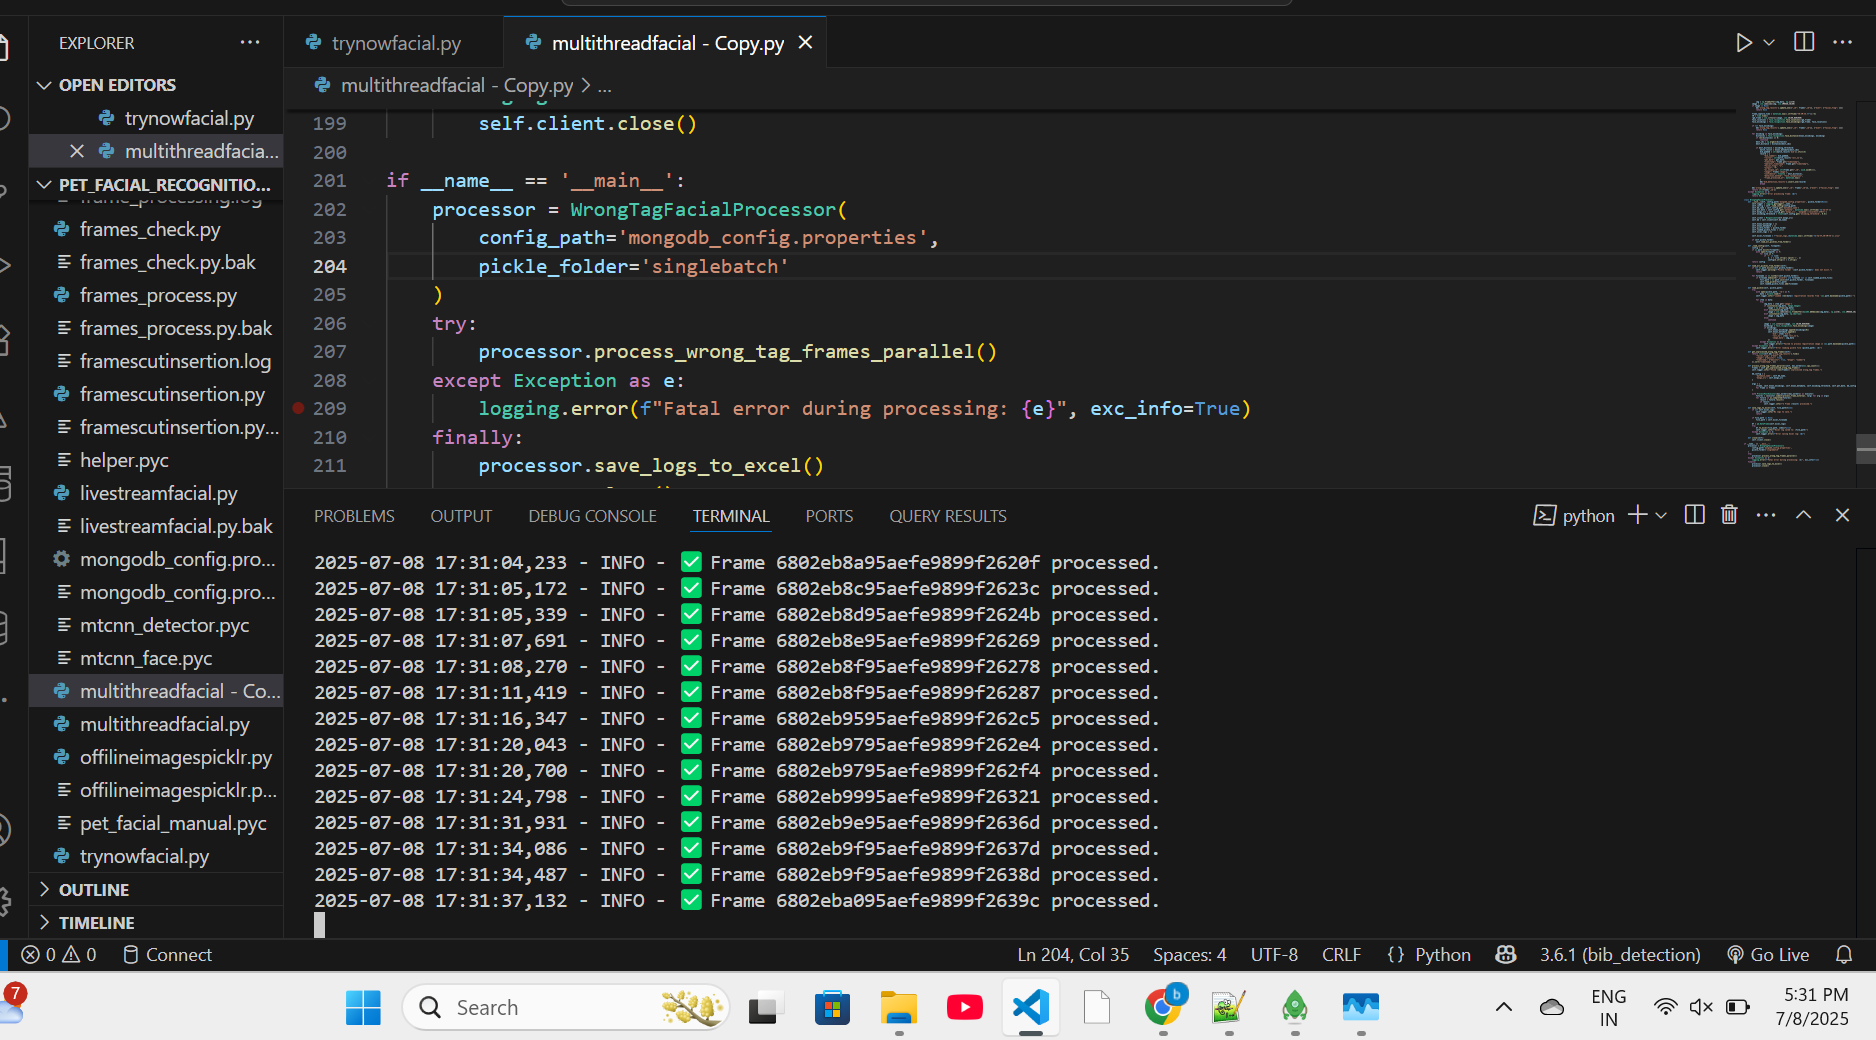 EXPLORER
OPEN EDITORS
trynowfacial.py
multithreadfacia...
PET_FACIAL_RECOGNITIO...
frame_processing.log
frames_check.py
frames_check.py.bak
frames_process.py
frames_process.py.bak
framescutinsertion.log
framescutinsertion.py
framescutinsertion.py...
helper.pyc
livestreamfacial.py
livestreamfacial.py.bak
mongodb_config.pro...
mongodb_config.pro...
mtcnn_detector.pyc
mtcnn_face.pyc
multithreadfacial - Co...
multithreadfacial.py
offilineimagespicklr.py
offilineimagespicklr.p...
pet_facial_manual.pyc
trynowfacial.py
OUTLINE
TIMELINE
trynowfacial.py
multithreadfacial - Copy.py
multithreadfacial - Copy.py > ...
199 self.client.close()
200
201 if __name__ == '__main__':
202 processor = WrongTagFacialProcessor(
203 config_path='mongodb_config.properties',
204 pickle_folder='singlebatch'
205 )
206 try:
207 processor.process_wrong_tag_frames_parallel()
208 except Exception as e:
209 logging.error(f"Fatal error during processing: {e}", exc_info=True)
210 finally:
211 processor.save_logs_to_excel()
PROBLEMS OUTPUT DEBUG CONSOLE TERMINAL PORTS QUERY RESULTS
python
2025-07-08 17:31:04,233 - INFO - ✅ Frame 6802eb8a95aefe9899f2620f processed.
2025-07-08 17:31:05,172 - INFO - ✅ Frame 6802eb8c95aefe9899f2623c processed.
2025-07-08 17:31:05,339 - INFO - ✅ Frame 6802eb8d95aefe9899f2624b processed.
2025-07-08 17:31:07,691 - INFO - ✅ Frame 6802eb8e95aefe9899f26269 processed.
2025-07-08 17:31:08,270 - INFO - ✅ Frame 6802eb8f95aefe9899f26278 processed.
2025-07-08 17:31:11,419 - INFO - ✅ Frame 6802eb8f95aefe9899f26287 processed.
2025-07-08 17:31:16,347 - INFO - ✅ Frame 6802eb9595aefe9899f262c5 processed.
2025-07-08 17:31:20,043 - INFO - ✅ Frame 6802eb9795aefe9899f262e4 processed.
2025-07-08 17:31:20,700 - INFO - ✅ Frame 6802eb9795aefe9899f262f4 processed.
2025-07-08 17:31:24,798 - INFO - ✅ Frame 6802eb9995aefe9899f26321 processed.
2025-07-08 17:31:31,931 - INFO - ✅ Frame 6802eb9e95aefe9899f2636d processed.
2025-07-08 17:31:34,086 - INFO - ✅ Frame 6802eb9f95aefe9899f2637d processed.
2025-07-08 17:31:34,487 - INFO - ✅ Frame 6802eb9f95aefe9899f2638d processed.
2025-07-08 17:31:37,132 - INFO - ✅ Frame 6802eba095aefe9899f2639c processed.
0 0 Connect
Ln 204, Col 35 Spaces: 4 UTF-8 CRLF {} Python 3.6.1 (bib_detection) Go Live
7
Search
b
ENG
IN
5:31 PM
7/8/2025